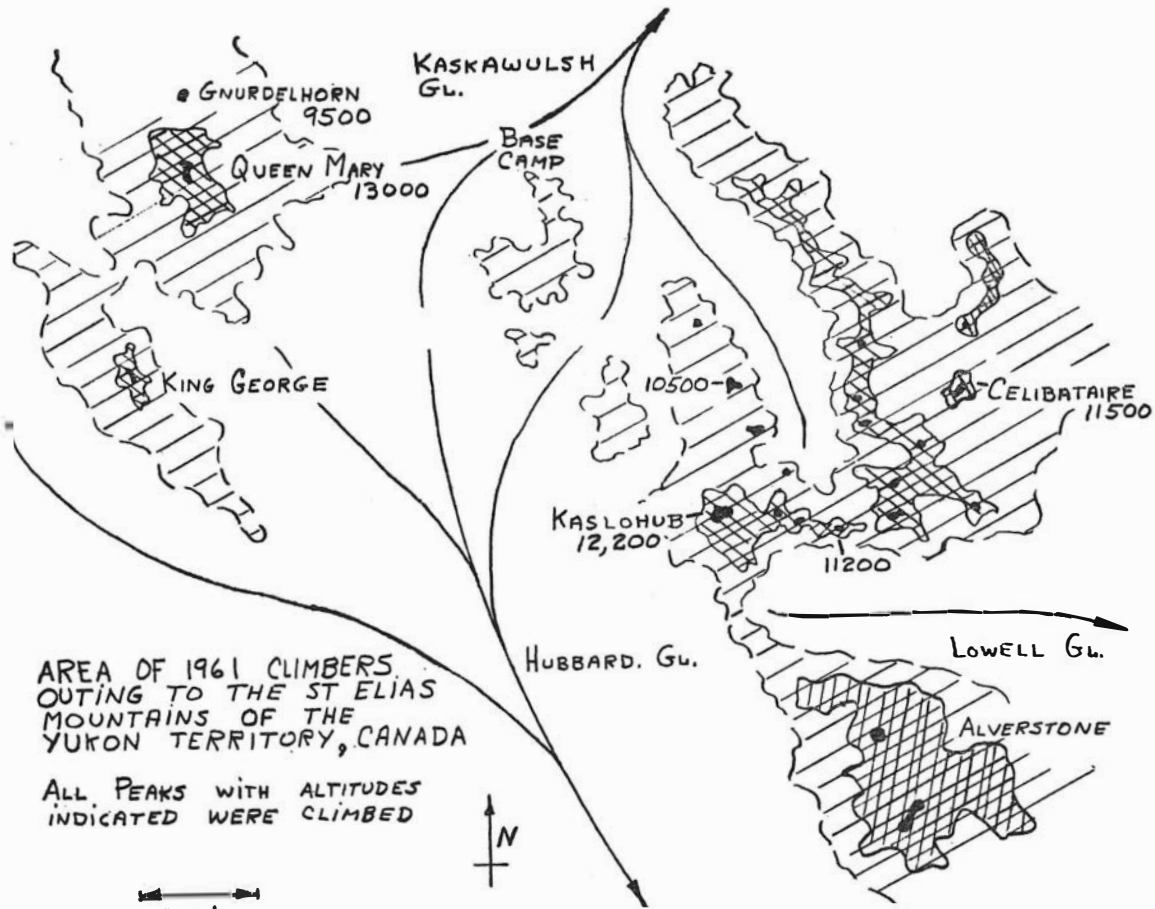 KASKAWULSH
GL.
GNURDELHORN
9500
BASE
CAMP
QUEEN MARY
13000
KING GEORGE
10500
CELIBATAIRE
11500
KASLOHUB
12,200
11200
HUBBARD. GL.
LOWELL GL.
ALVERSTONE
AREA OF 1961 CLIMBERS
OUTING TO THE ST ELIAS
MOUNTAINS OF THE
YUKON TERRITORY, CANADA
ALL PEAKS WITH ALTITUDES
INDICATED WERE CLIMBED
N